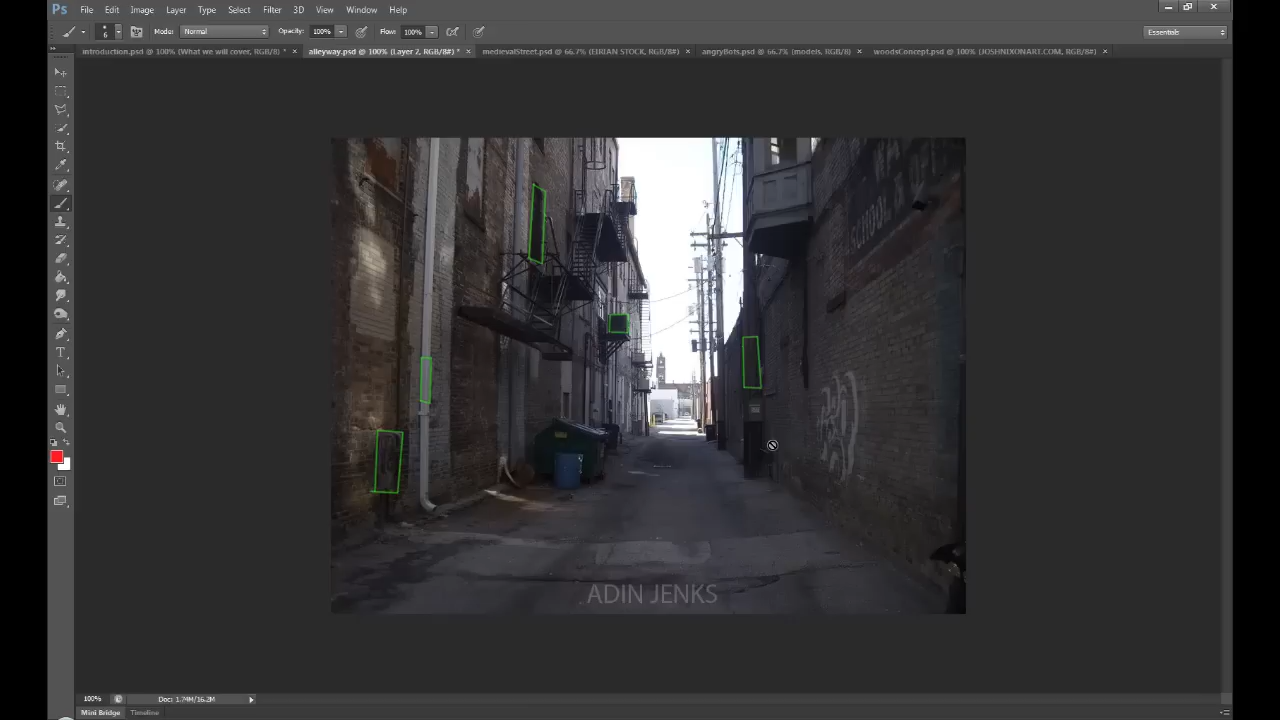 Ps File Edit Image Layer Type Select Filter 3D View Window Help
6 Mode: Normal Opacity: 100% Flow: 100% Essentials
introduction.psd @ 100% (What we will cover, RGB/8) * × alleyway.psd @ 100% (Layer 2, RGB/8#) * × medievalStreet.psd @ 66.7% (EIRIAN STOCK, RGB/8#) × angryBots.psd @ 66.7% (models, RGB/8) × woodsConcept.psd @ 100% (JOSHNIXONART.COM, RGB/8#) ×
SCHOOL
ADIN JENKS
100% Doc: 1.74M/16.2M
Mini Bridge Timeline